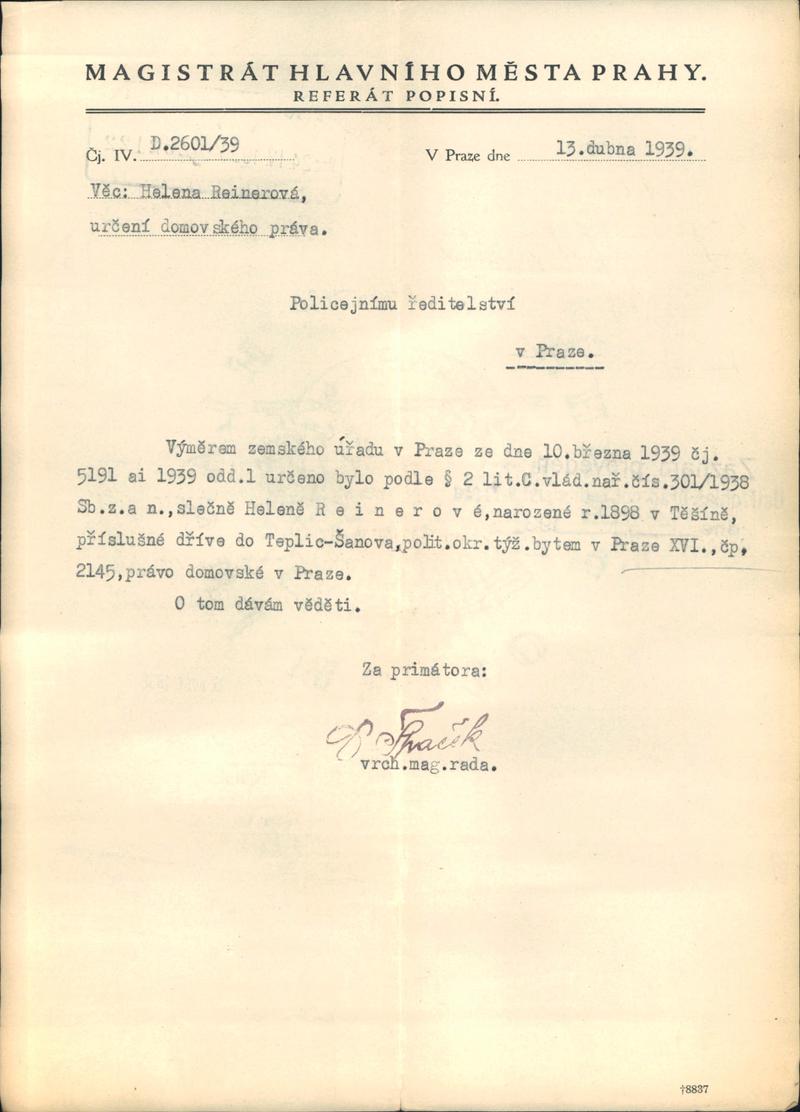 MAGISTRÁT HLAVNÍHO MĚSTA PRAHY.
REFERÁT POPISNÍ.
Čj. IV. D.2601/39 V Praze dne 13.dubna 1939.
Věc: Helena Reinerová,
určení domovského práva.
Policejnímu ředitelství
v Praze.
Výměrem zemského úřadu v Praze ze dne 10.března 1939 čj.
5191 ai 1939 odd.1 určeno bylo podle § 2 lit.C.vlád.nař.čís.301/1938
Sb.z.a n.,slečně Heleně R e i n e r o v é,narozené r.1898 v Těšíně,
příslušné dříve do Teplic-Šanova,polit.okr.týž.bytem v Praze XVI.,čp.
2145,právo domovské v Praze.
O tom dávám věděti.
Za primátora:
vrch.mag.rada.
†8837